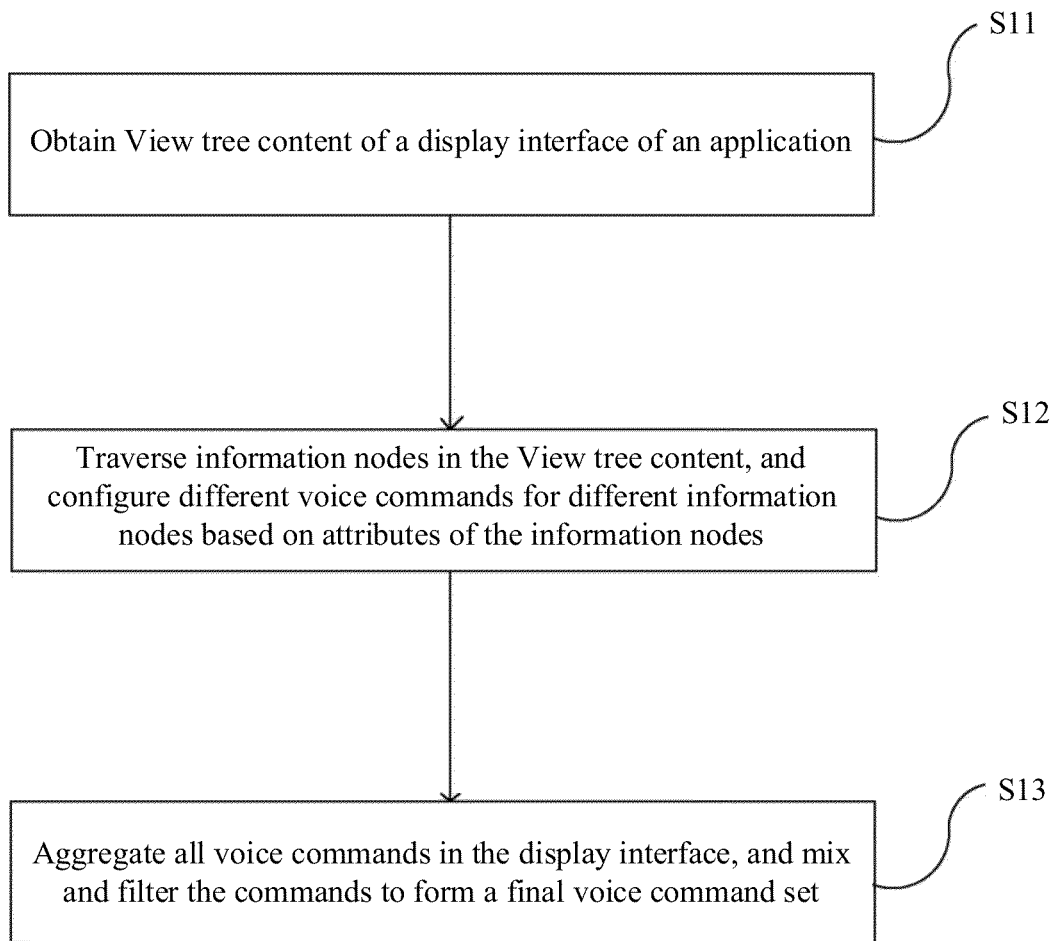 S11
Obtain View tree content of a display interface of an application
S12
Traverse information nodes in the View tree content, and
configure different voice commands for different information
nodes based on attributes of the information nodes
S13
Aggregate all voice commands in the display interface, and mix
and filter the commands to form a final voice command set